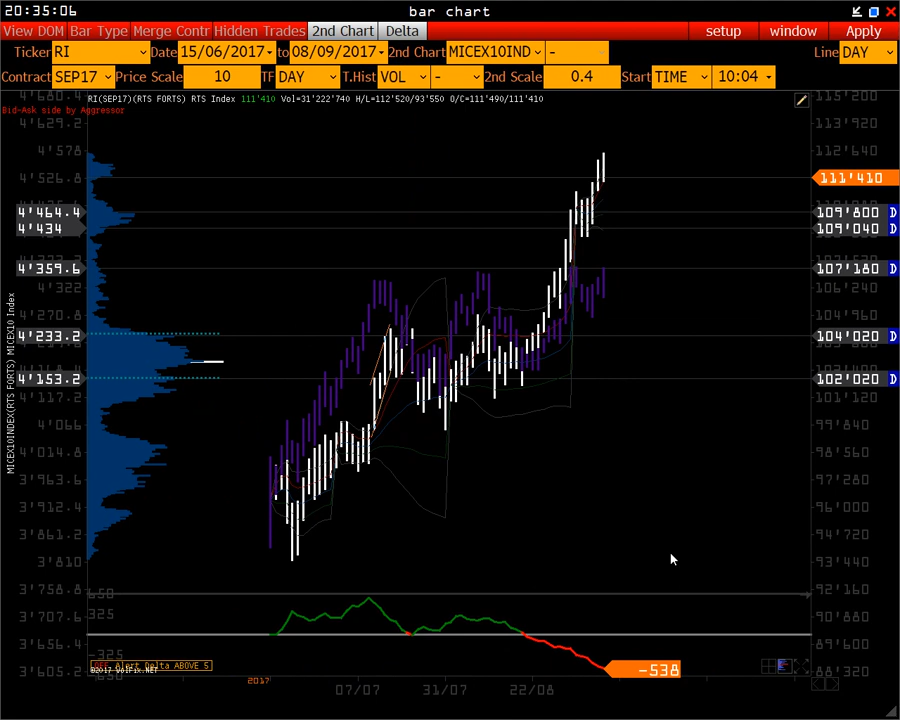 20:35:06 bar chart
View DOM Bar Type Merge Contr Hidden Trades 2nd Chart Delta setup window Apply
Ticker RI Date 15/06/2017 to 08/09/2017 2nd Chart MICEX10IND - Line DAY
Contract SEP17 Price Scale 10 TF DAY T.Hist VOL - 2nd Scale 0.4 Start TIME 10:04
RI(SEP17)(RTS FORTS) RTS Index 111'410 Vol=31'222'740 H/L=112'520/93'550 O/C=111'490/111'410
Bid-Ask side by Aggressor
4'680.4 115'200
4'629.2 113'920
4'578 112'640
4'526.8 111'410
4'464.4 109'800 D
4'434 109'040 D
4'359.6 107'180 D
4'322 106'240
4'270.8 104'960
4'233.2 104'020 D
4'153.2 102'020 D
4'117.2 101'120
4'066 99'840
4'014.8 98'560
3'963.6 97'280
3'912.4 96'000
3'861.2 94'720
3'810 93'440
3'758.8 92'160
3'707.6 90'880
3'656.4 89'600
3'605.2 88'320
MICEX10INDEX(RTS FORTS) MICEX10 Index
650
325
-325
-650
-538
OFF Alert Delta ABOVE 5
©2017 VolFix.NET
2017 07/07 31/07 22/08